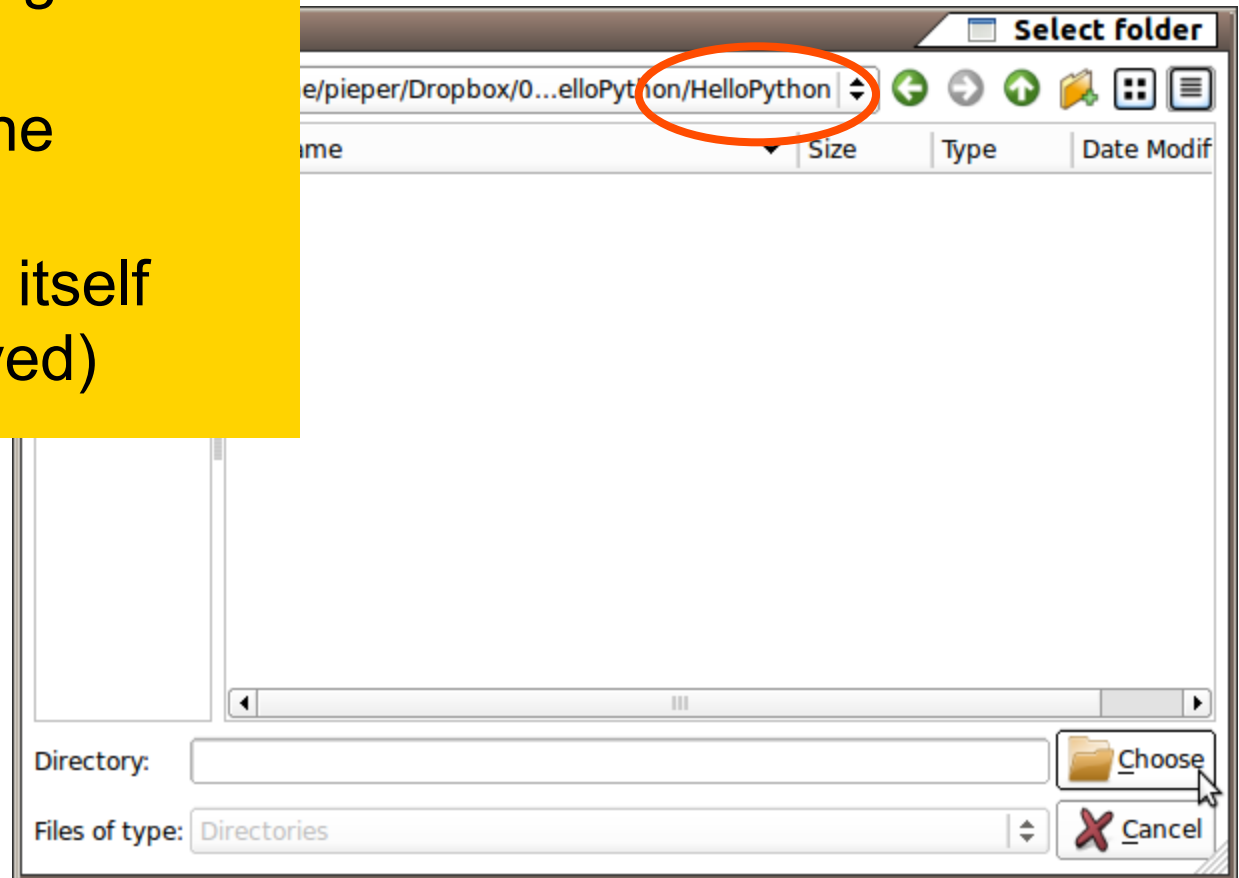 g
ne
itself
ved)
Select folder
e/pieper/Dropbox/0...elloPython/HelloPython
ame
Size
Type
Date Modif
Directory:
Choose
Files of type:
Directories
Cancel